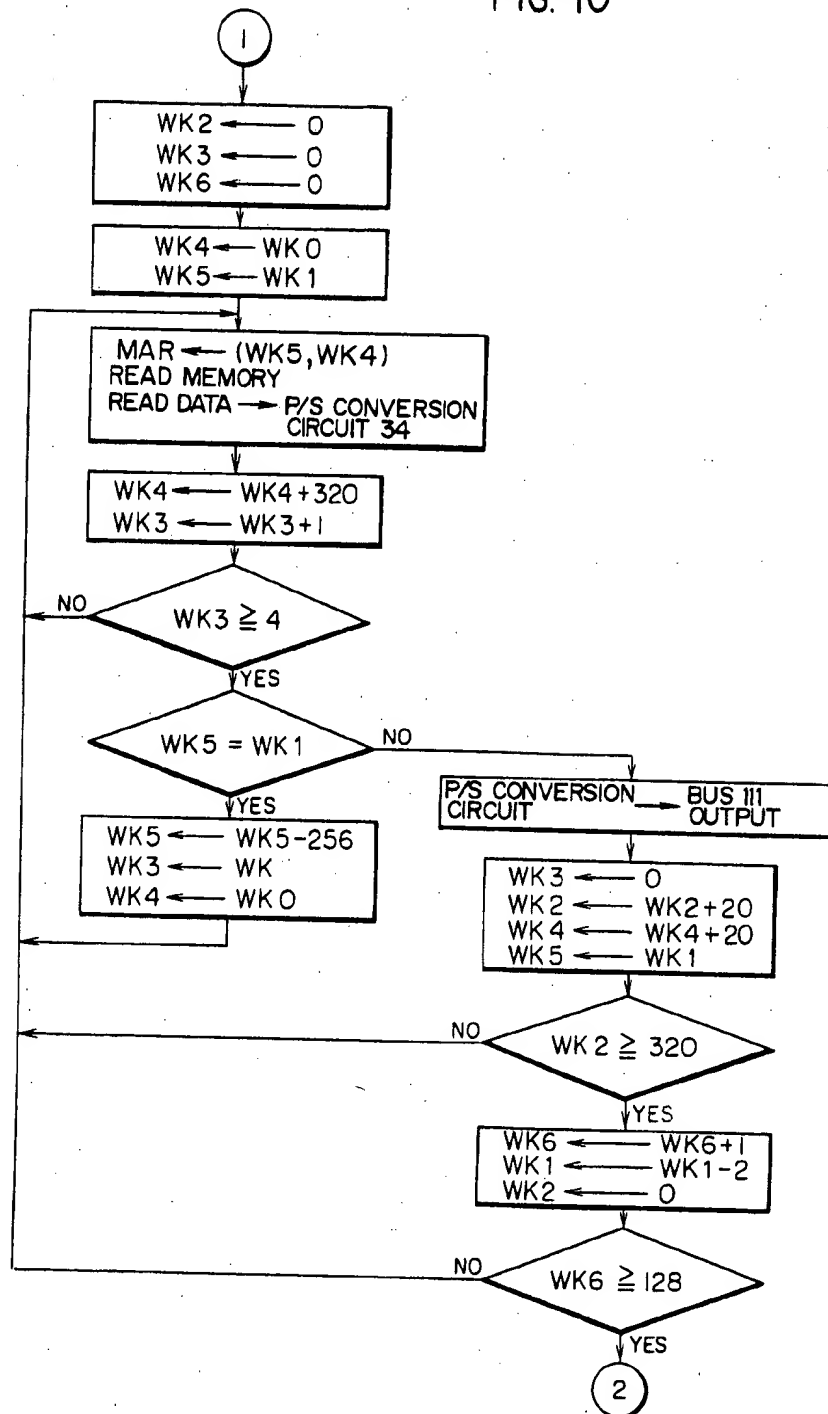 FIG. 10
1
WK2 ← 0
WK3 ← 0
WK6 ← 0
WK4 ← WK0
WK5 ← WK1
MAR ← (WK5, WK4)
READ MEMORY
READ DATA → P/S CONVERSION
CIRCUIT 34
WK4 ← WK4+320
WK3 ← WK3+1
NO
WK3 ≧ 4
YES
WK5 = WK1
NO
YES
WK5 ← WK5-256
WK3 ← WK
WK4 ← WK0
P/S CONVERSION → BUS 111
CIRCUIT OUTPUT
WK3 ← 0
WK2 ← WK2+20
WK4 ← WK4+20
WK5 ← WK1
NO
WK2 ≧ 320
YES
WK6 ← WK6+1
WK1 ← WK1-2
WK2 ← 0
NO
WK6 ≧ 128
YES
2